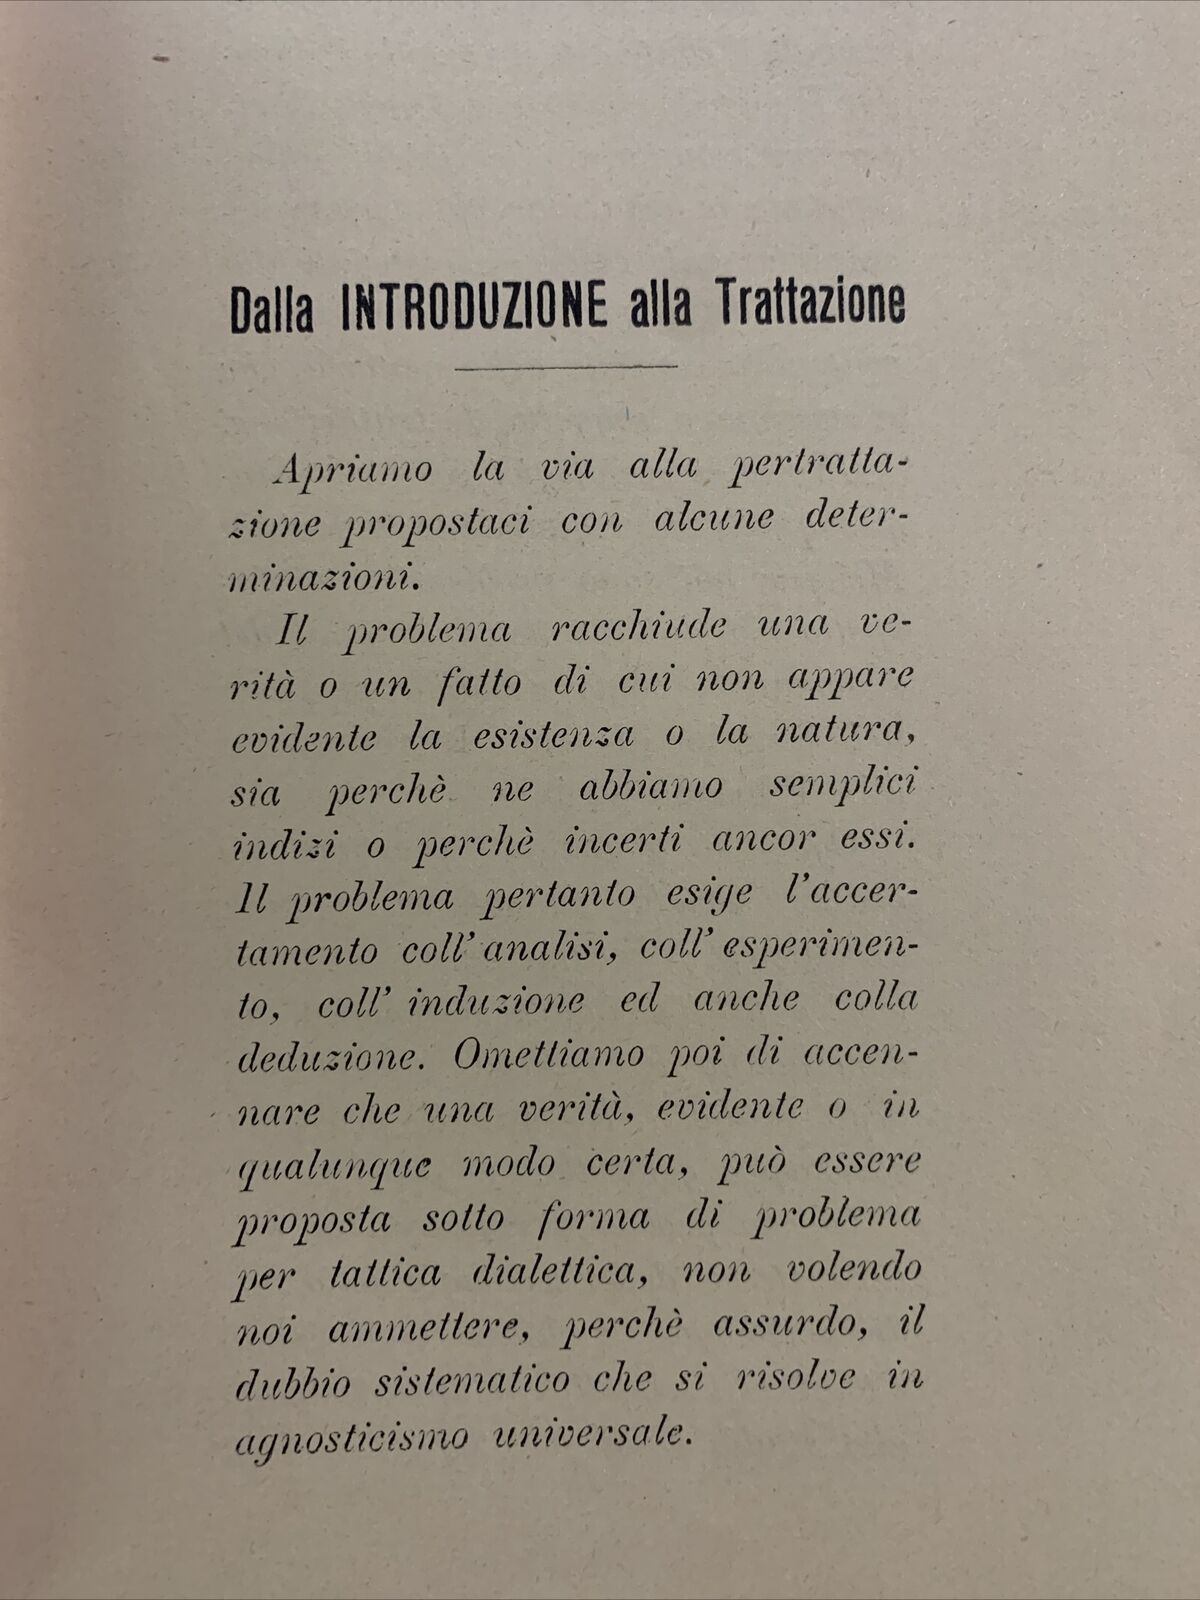 Dalla INTRODUZIONE alla Trattazione
Apriamo la via alla pertratta-
zione propostaci con alcune deter-
minazioni.
Il problema racchiude una ve-
rità o un fatto di cui non appare
evidente la esistenza o la natura,
sia perchè ne abbiamo semplici
indizi o perchè incerti ancor essi.
Il problema pertanto esige l'accer-
tamento coll' analisi, coll' esperimen-
to, coll' induzione ed anche colla
deduzione. Omettiamo poi di accen-
nare che una verità, evidente o in
qualunque modo certa, può essere
proposta sotto forma di problema
per tattica dialettica, non volendo
noi ammettere, perchè assurdo, il
dubbio sistematico che si risolve in
agnosticismo universale.